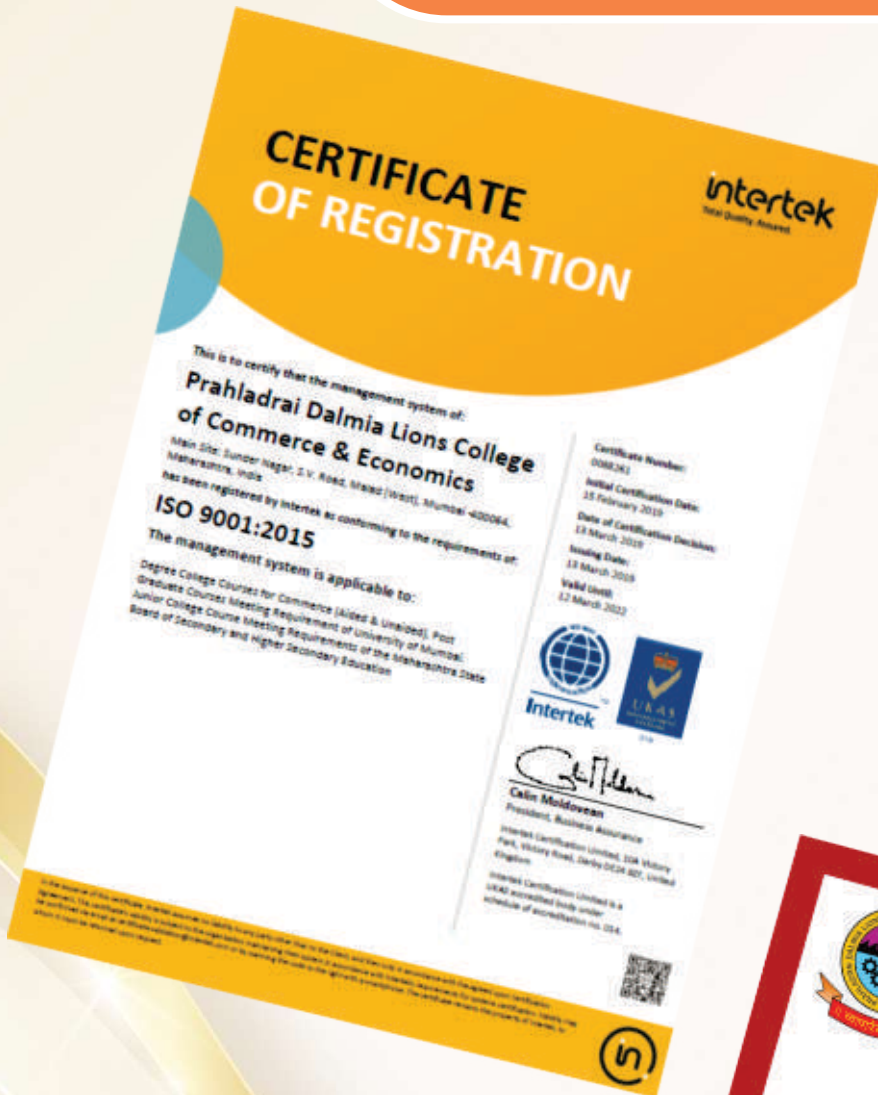 CERTIFICATE
OF REGISTRATION
intertek
Total Quality. Assured.
This is to certify that the management system of:
Prahladrai Dalmia Lions College
of Commerce & Economics
Main Site: Sunder Nagar, S.V. Road, Malad (West), Mumbai -400064,
Maharashtra, India
has been registered by Intertek as conforming to the requirements of:
ISO 9001:2015
The management system is applicable to:
Degree College Courses for Commerce (Aided & Unaided), Post
Graduate Courses Meeting Requirement of University of Mumbai.
Junior College Course Meeting Requirements of the Maharashtra State
Board of Secondary and Higher Secondary Education
Certificate Number:
Initial Certification Date:
15 February 2019
Date of Certification Decision:
13 March 2019
Issuing Date:
13 March 2019
Valid Until:
12 March 2022
Intertek
UKAS
MANAGEMENT
SYSTEMS
Calin Moldovean
President, Business Assurance
Intertek Certification Limited, 10A Victory
Park, Victory Road, Derby DE24 8ZF, United
Kingdom
Intertek Certification Limited is a
UKAS accredited body under
schedule of accreditation no. 014.
in